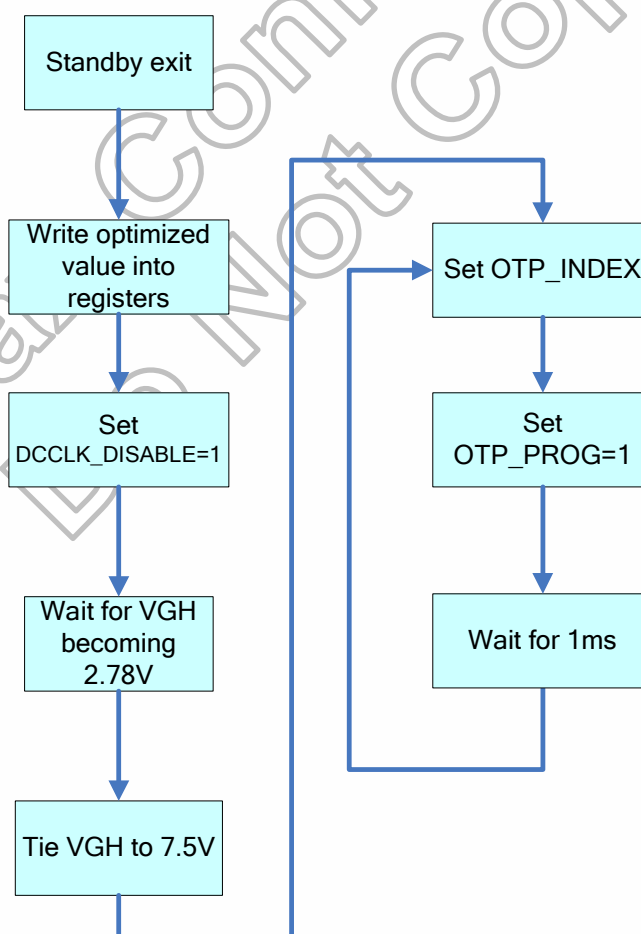 Standby exit
Write optimized
value into
registers
Set
DCCLK_DISABLE=1
Wait for VGH
becoming
2.78V
Tie VGH to 7.5V
Set OTP_INDEX
Set
OTP_PROG=1
Wait for 1ms
Not